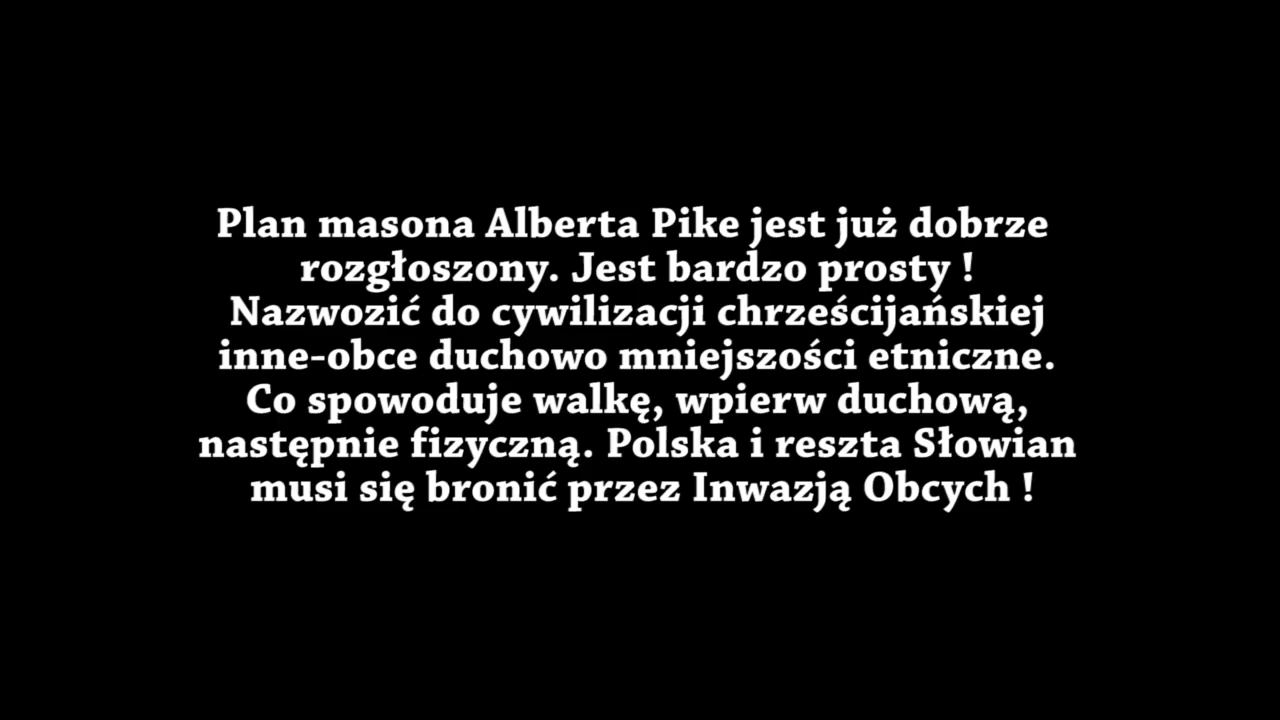 Plan masona Alberta Pike jest już dobrze
rozgłoszony. Jest bardzo prosty !
Nazwozić do cywilizacji chrześcijańskiej
inne-obce duchowo mniejszości etniczne.
Co spowoduje walkę, wpierw duchową,
następnie fizyczną. Polska i reszta Słowian
musi się bronić przez Inwazją Obcych !